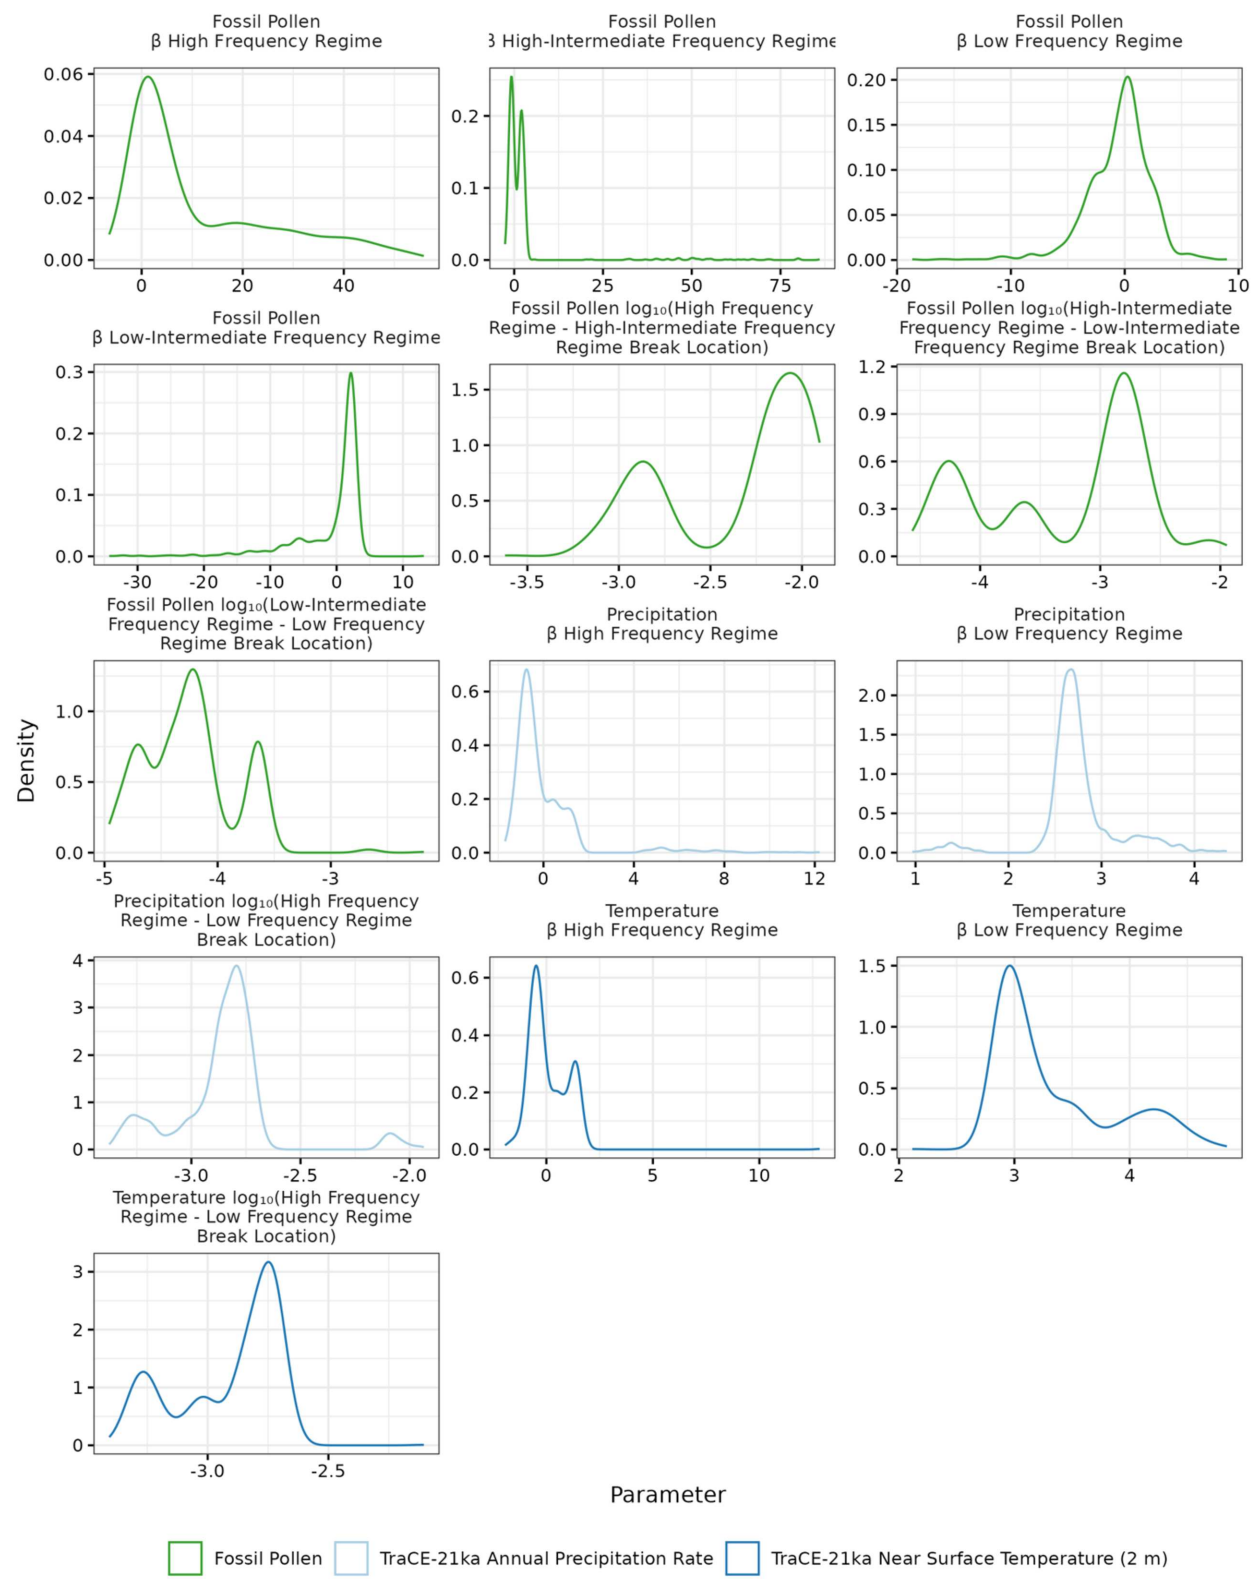 Fossil Pollen
β High Frequency Regime
0.06
0.04
0.02
0.00
0 20 40
Fossil Pollen
β High-Intermediate Frequency Regime
0.2
0.1
0.0
0 25 50 75
Fossil Pollen
β Low Frequency Regime
0.20
0.15
0.10
0.05
0.00
-20 -10 0 10
Fossil Pollen
β Low-Intermediate Frequency Regime
0.3
0.2
0.1
0.0
-30 -20 -10 0 10
Fossil Pollen log₁₀(High Frequency
Regime - High-Intermediate Frequency
Regime Break Location)
1.5
1.0
0.5
0.0
-3.5 -3.0 -2.5 -2.0
Fossil Pollen log₁₀(High-Intermediate
Frequency Regime - Low-Intermediate
Frequency Regime Break Location)
1.2
0.9
0.6
0.3
0.0
-4 -3 -2
Fossil Pollen log₁₀(Low-Intermediate
Frequency Regime - Low Frequency
Regime Break Location)
1.0
0.5
0.0
-5 -4 -3
Precipitation
β High Frequency Regime
0.6
0.4
0.2
0.0
0 4 8 12
Precipitation
β Low Frequency Regime
2.0
1.5
1.0
0.5
0.0
1 2 3 4
Precipitation log₁₀(High Frequency
Regime - Low Frequency Regime
Break Location)
4
3
2
1
0
-3.0 -2.5 -2.0
Temperature
β High Frequency Regime
0.6
0.4
0.2
0.0
0 5 10
Temperature
β Low Frequency Regime
1.5
1.0
0.5
0.0
2 3 4
Temperature log₁₀(High Frequency
Regime - Low Frequency Regime
Break Location)
3
2
1
0
-3.0 -2.5
Density
Parameter
Fossil Pollen TraCE-21ka Annual Precipitation Rate TraCE-21ka Near Surface Temperature (2 m)